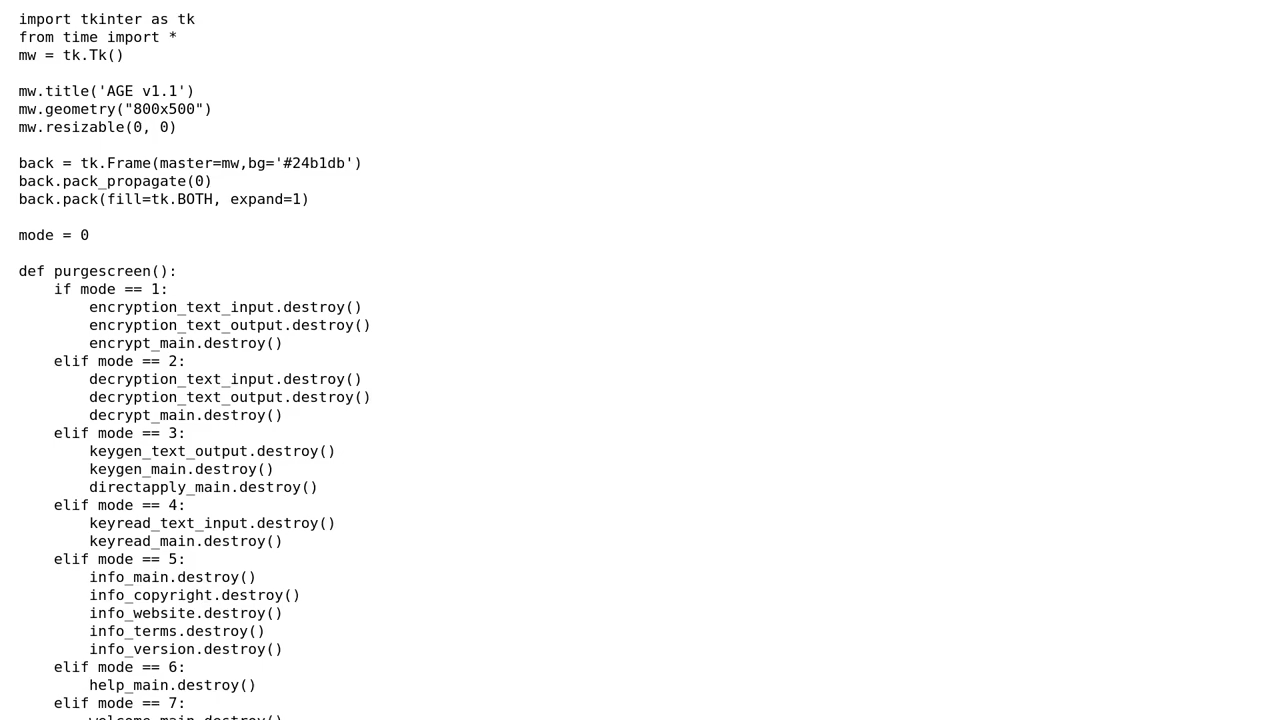 import tkinter as tk
from time import *
mw = tk.Tk()

mw.title('AGE v1.1')
mw.geometry("800x500")
mw.resizable(0, 0)

back = tk.Frame(master=mw,bg='#24b1db')
back.pack_propagate(0)
back.pack(fill=tk.BOTH, expand=1)

mode = 0

def purgescreen():
    if mode == 1:
        encryption_text_input.destroy()
        encryption_text_output.destroy()
        encrypt_main.destroy()
    elif mode == 2:
        decryption_text_input.destroy()
        decryption_text_output.destroy()
        decrypt_main.destroy()
    elif mode == 3:
        keygen_text_output.destroy()
        keygen_main.destroy()
        directapply_main.destroy()
    elif mode == 4:
        keyread_text_input.destroy()
        keyread_main.destroy()
    elif mode == 5:
        info_main.destroy()
        info_copyright.destroy()
        info_website.destroy()
        info_terms.destroy()
        info_version.destroy()
    elif mode == 6:
        help_main.destroy()
    elif mode == 7:
        welcome_main.destroy()